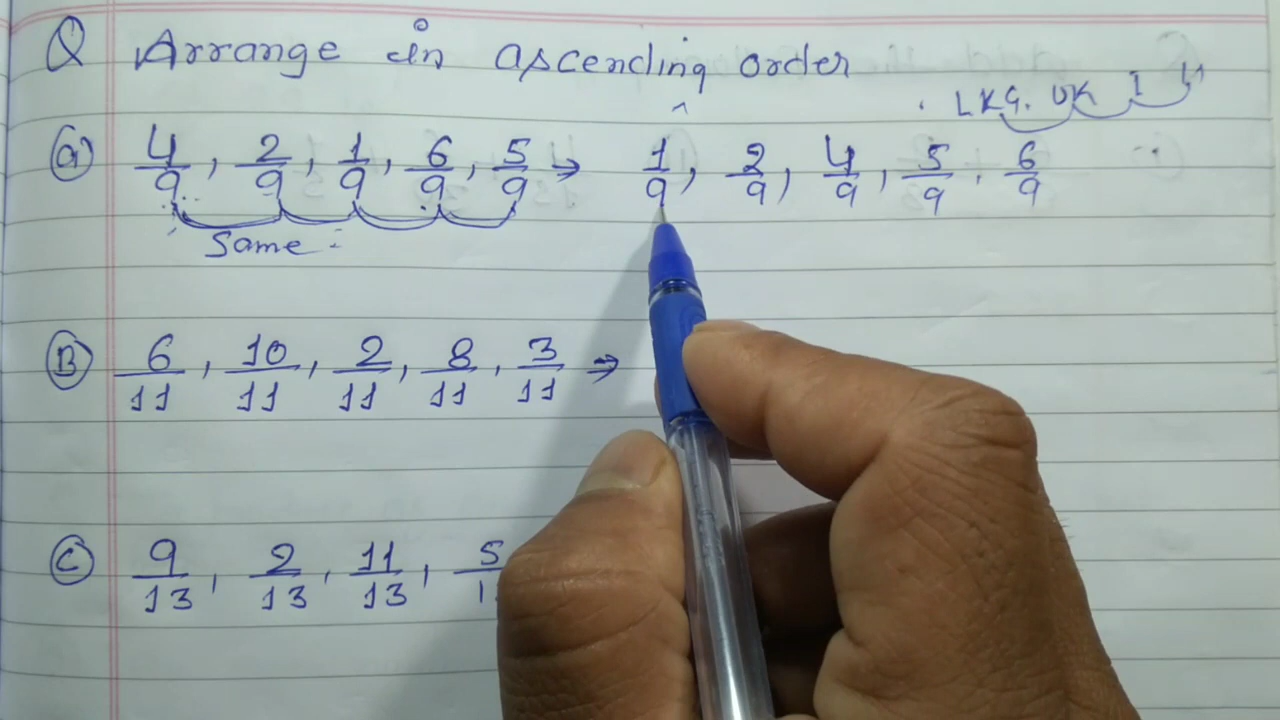 Q Arrange in ascending order
LKG. UK I II
(a) 4/9, 2/9, 1/9, 6/9, 5/9 → 1/9, 2/9, 4/9, 5/9, 6/9
Same
(B) 6/11, 10/11, 2/11, 8/11, 3/11 ⇒
(C) 9/13, 2/13, 11/13, 5/1